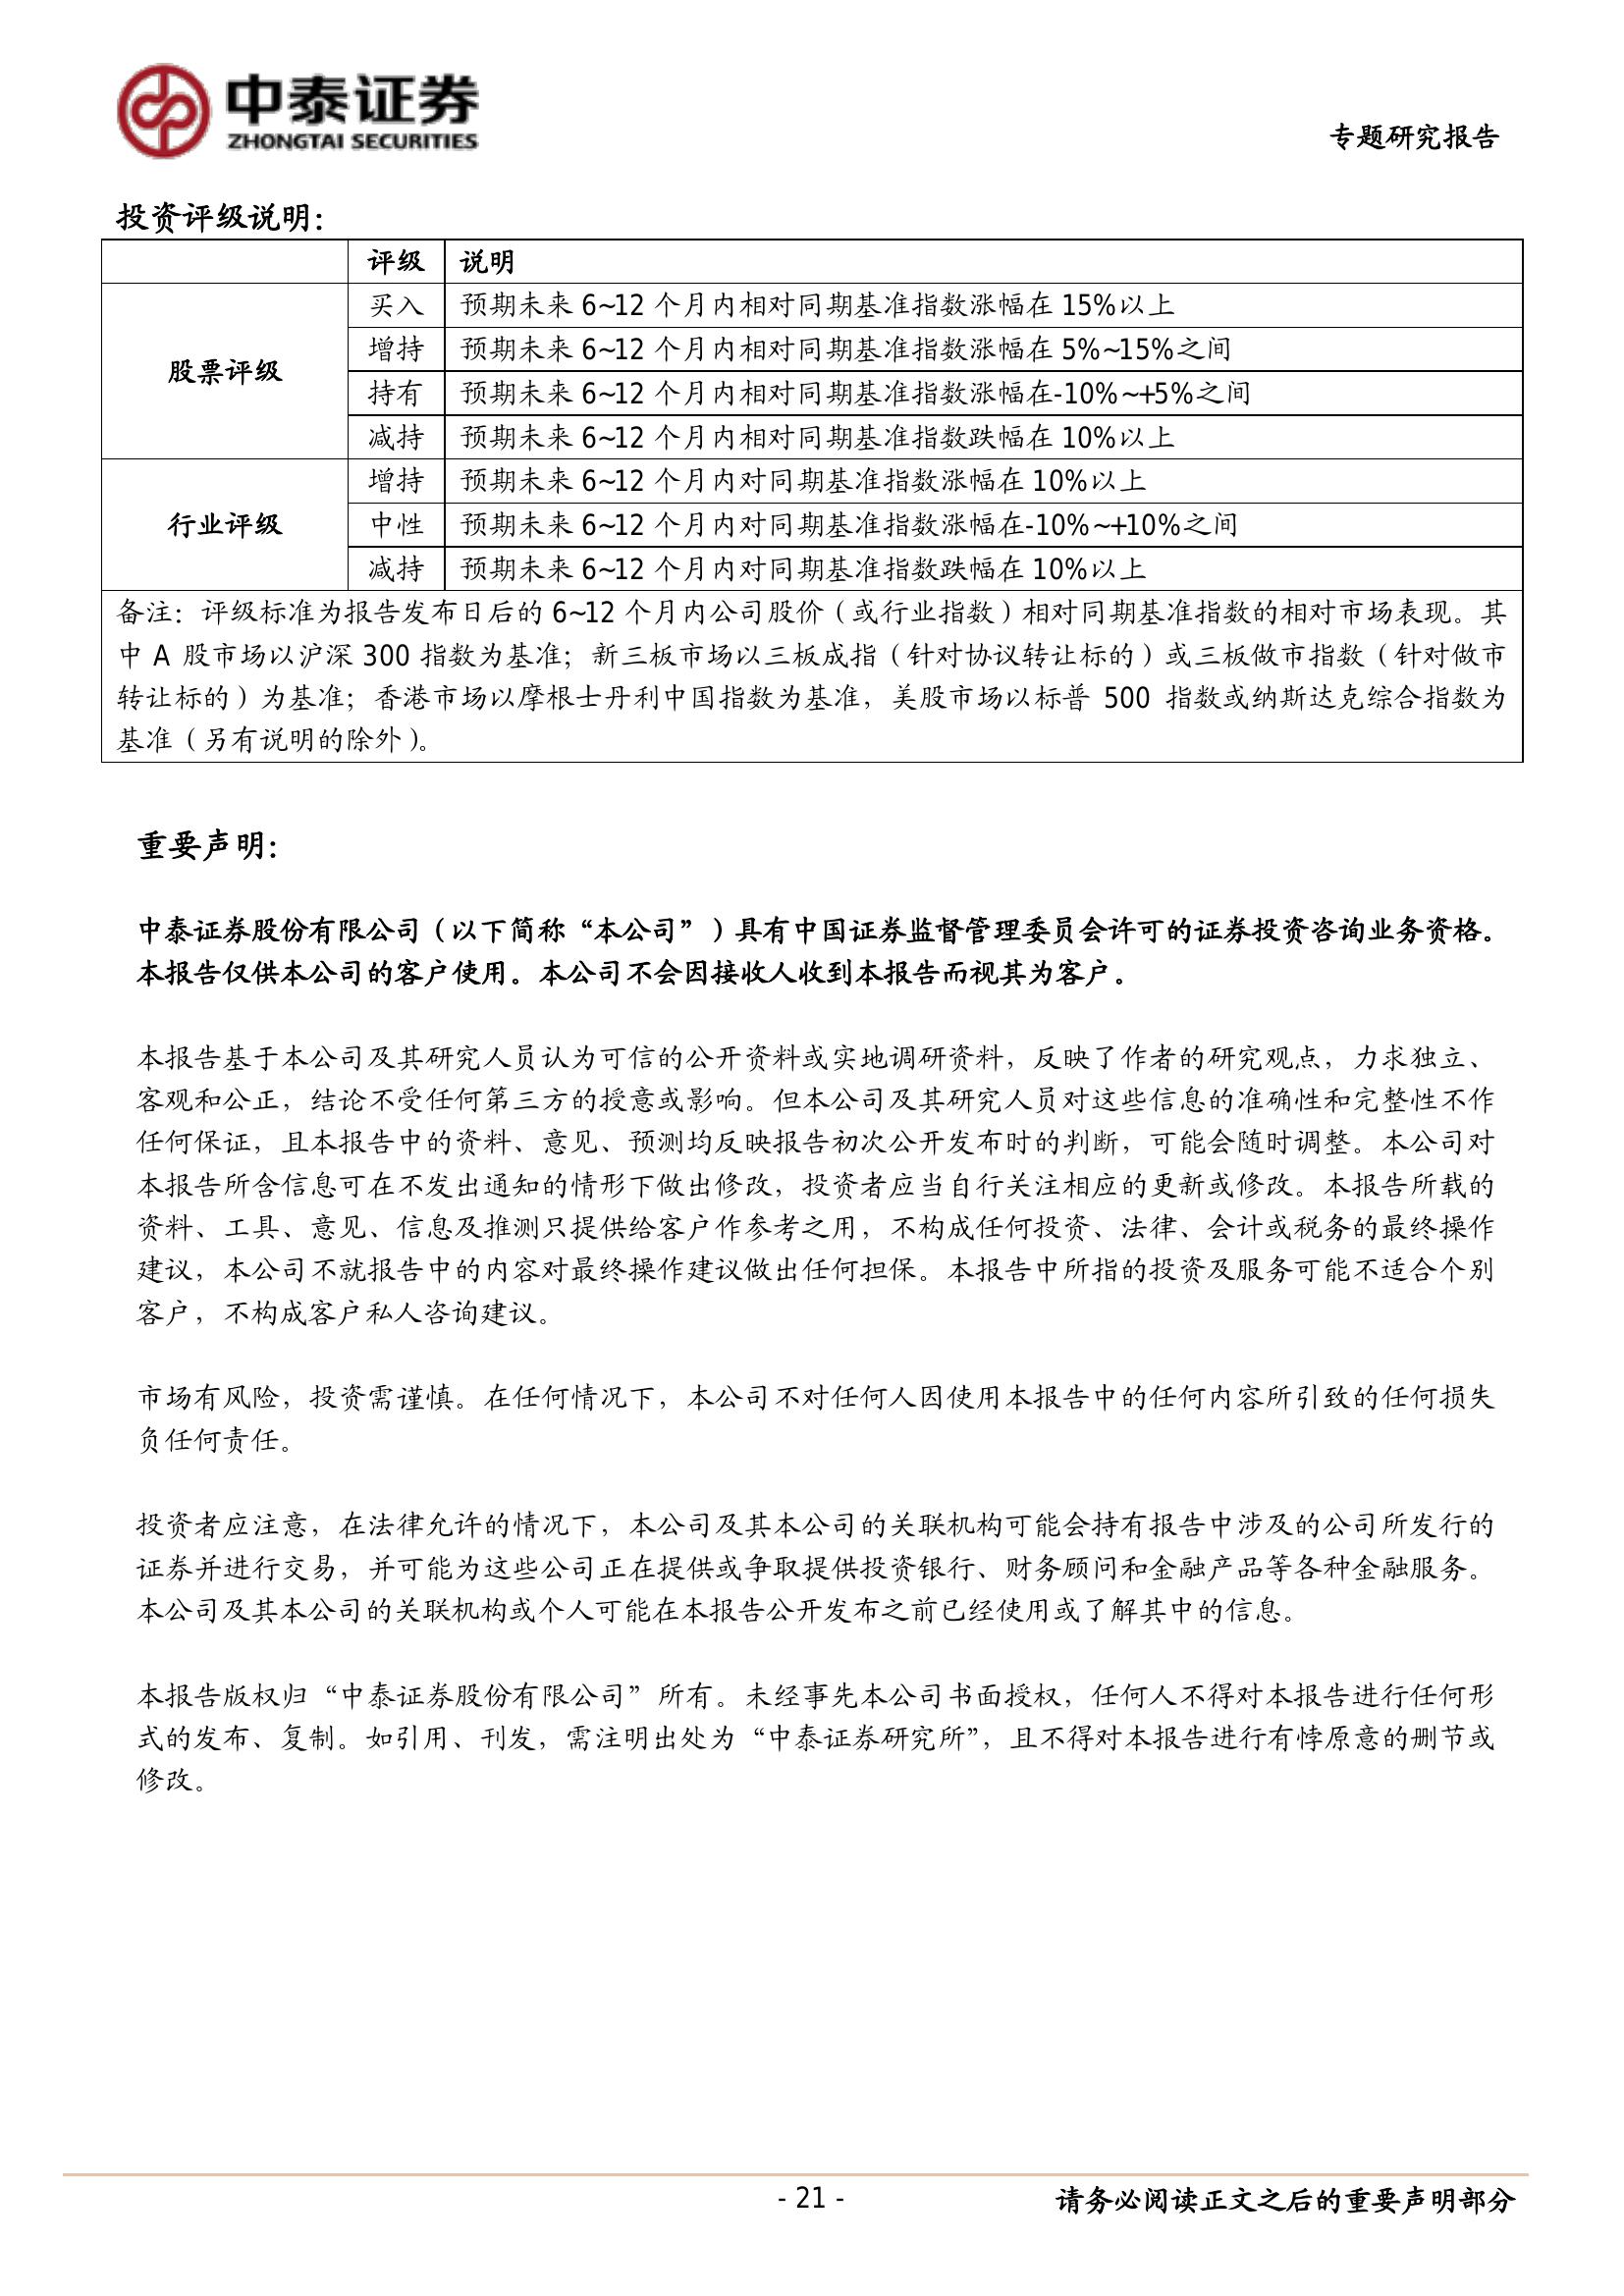 中泰证券
ZHONGTAI SECURITIES
专题研究报告
投资评级说明：
评级 说明
股票评级
买入 预期未来 6~12 个月内相对同期基准指数涨幅在 15%以上
增持 预期未来 6~12 个月内相对同期基准指数涨幅在 5%~15%之间
持有 预期未来 6~12 个月内相对同期基准指数涨幅在-10%~+5%之间
减持 预期未来 6~12 个月内相对同期基准指数跌幅在 10%以上
行业评级
增持 预期未来 6~12 个月内对同期基准指数涨幅在 10%以上
中性 预期未来 6~12 个月内对同期基准指数涨幅在-10%~+10%之间
减持 预期未来 6~12 个月内对同期基准指数跌幅在 10%以上
备注：评级标准为报告发布日后的 6~12 个月内公司股价（或行业指数）相对同期基准指数的相对市场表现。其
中 A 股市场以沪深 300 指数为基准；新三板市场以三板成指（针对协议转让标的）或三板做市指数（针对做市
转让标的）为基准；香港市场以摩根士丹利中国指数为基准，美股市场以标普 500 指数或纳斯达克综合指数为
基准（另有说明的除外）。
重要声明：
中泰证券股份有限公司（以下简称“本公司”）具有中国证券监督管理委员会许可的证券投资咨询业务资格。
本报告仅供本公司的客户使用。本公司不会因接收人收到本报告而视其为客户。
本报告基于本公司及其研究人员认为可信的公开资料或实地调研资料，反映了作者的研究观点，力求独立、
客观和公正，结论不受任何第三方的授意或影响。但本公司及其研究人员对这些信息的准确性和完整性不作
任何保证，且本报告中的资料、意见、预测均反映报告初次公开发布时的判断，可能会随时调整。本公司对
本报告所含信息可在不发出通知的情形下做出修改，投资者应当自行关注相应的更新或修改。本报告所载的
资料、工具、意见、信息及推测只提供给客户作参考之用，不构成任何投资、法律、会计或税务的最终操作
建议，本公司不就报告中的内容对最终操作建议做出任何担保。本报告中所指的投资及服务可能不适合个别
客户，不构成客户私人咨询建议。
市场有风险，投资需谨慎。在任何情况下，本公司不对任何人因使用本报告中的任何内容所引致的任何损失
负任何责任。
投资者应注意，在法律允许的情况下，本公司及其本公司的关联机构可能会持有报告中涉及的公司所发行的
证券并进行交易，并可能为这些公司正在提供或争取提供投资银行、财务顾问和金融产品等各种金融服务。
本公司及其本公司的关联机构或个人可能在本报告公开发布之前已经使用或了解其中的信息。
本报告版权归“中泰证券股份有限公司”所有。未经事先本公司书面授权，任何人不得对本报告进行任何形
式的发布、复制。如引用、刊发，需注明出处为“中泰证券研究所”，且不得对本报告进行有悖原意的删节或
修改。
- 21 -
请务必阅读正文之后的重要声明部分